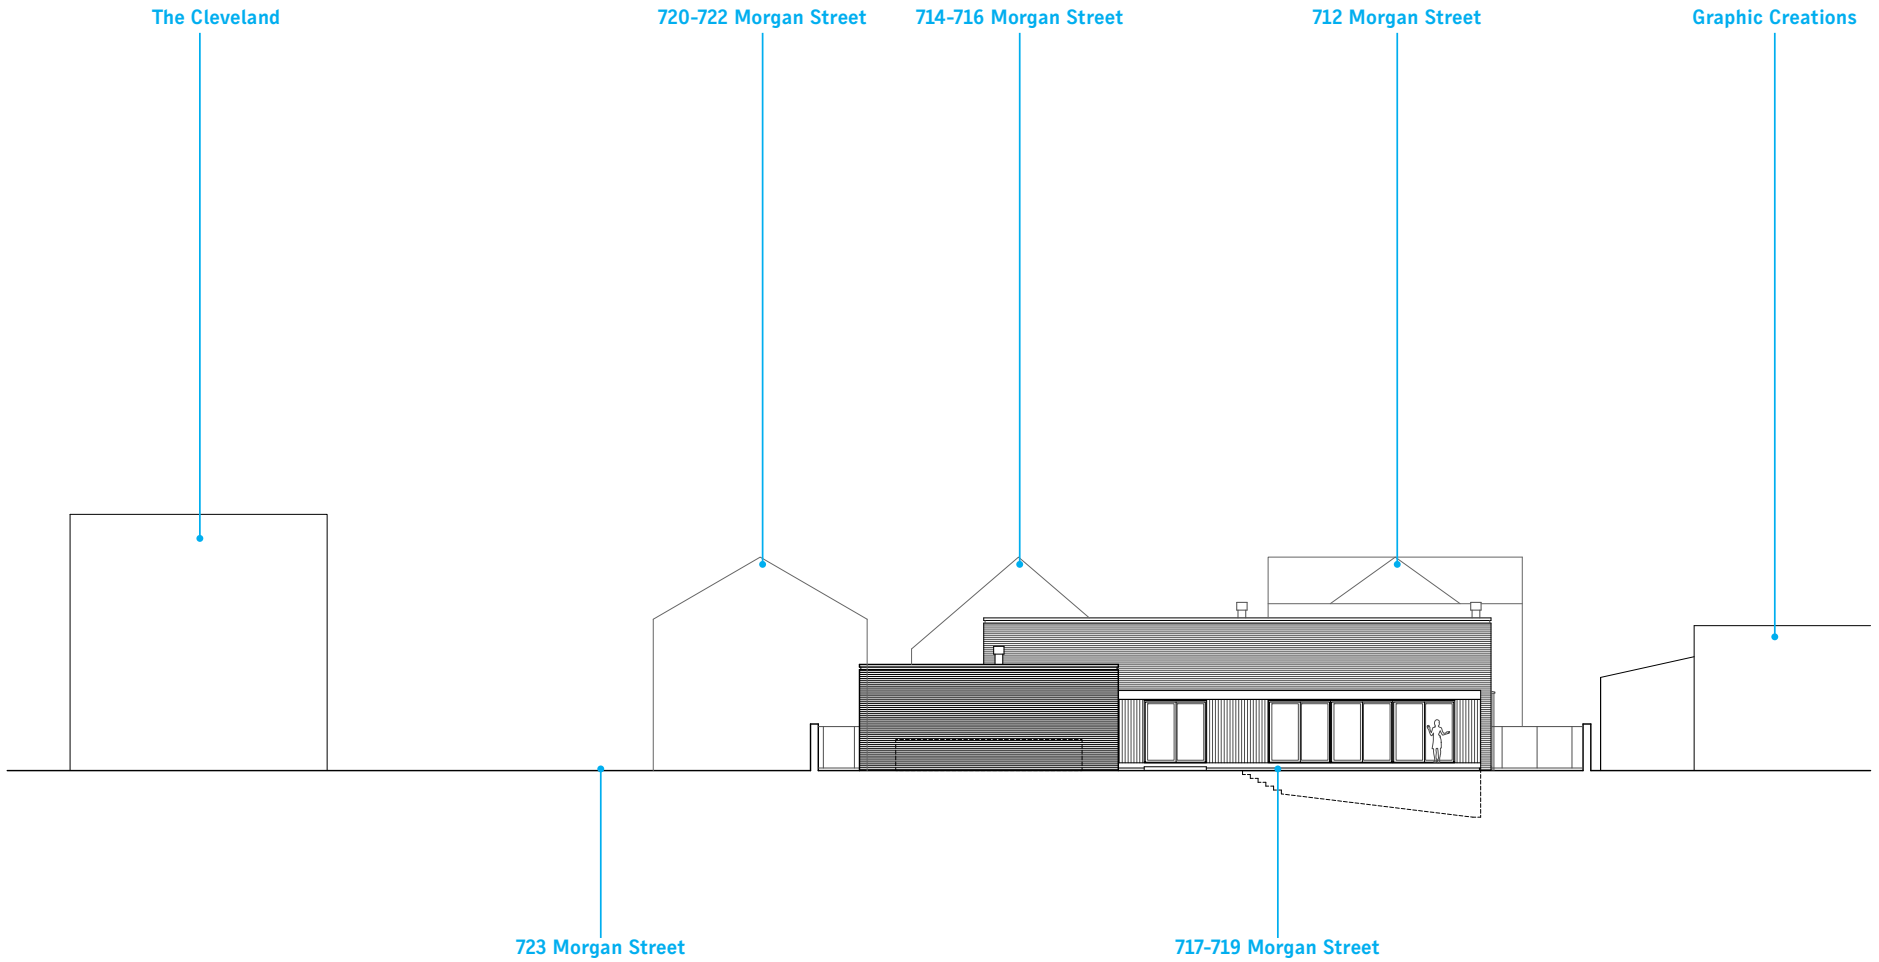 The Cleveland
720-722 Morgan Street
714-716 Morgan Street
712 Morgan Street
Graphic Creations
723 Morgan Street
717-719 Morgan Street